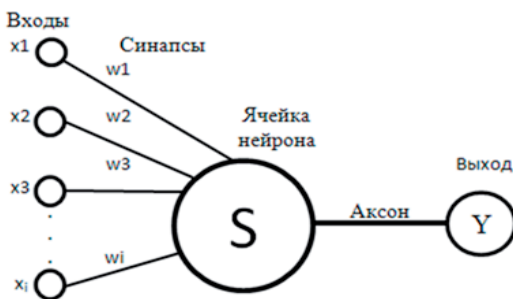 Входы
x1
Синапсы
w1
x2
w2
Ячейка
нейрона
w3
x3
Выход
Аксон
S
Y
wi
xi